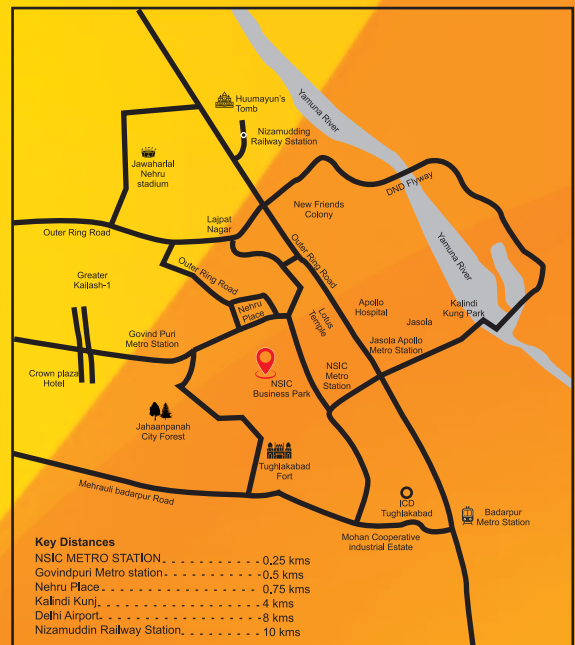 Huumayun's
Tomb
Yamuna River
Nizamudding
Railway Sstation
Jawaharlal
Nehru
stadium
DND Flyway
New Friends
Colony
Lajpat
Nagar
Outer Ring Road
Outer Ring Road
Yamuna River
Outer Ring Road
Greater
Kailash-1
Nehru
Place
Lotus
Temple
Apollo
Hospital
Kalindi
Kung Park
Jasola
Govind Puri
Metro Station
Jasola Apollo
Metro Station
NSIC
Metro
Station
Crown plaza
Hotel
NSIC
Business Park
Jahaanpanah
City Forest
Tughlakabad
Fort
Mehrauli badarpur Road
ICD
Tughlakabad
Badarpur
Metro Station
Mohan Cooperative
industrial Estate
Key Distances
NSIC METRO STATION - - - - - - - - - - - - 0.25 kms
Govindpuri Metro station - - - - - - - - - - - - 0.5 kms
Nehru Place - - - - - - - - - - - - - - - - - - 0.75 kms
Kalindi Kunj - - - - - - - - - - - - - - - - - - 4 kms
Delhi Airport - - - - - - - - - - - - - - - - - - 8 kms
Nizamuddin Railway Station - - - - - - - - - 10 kms